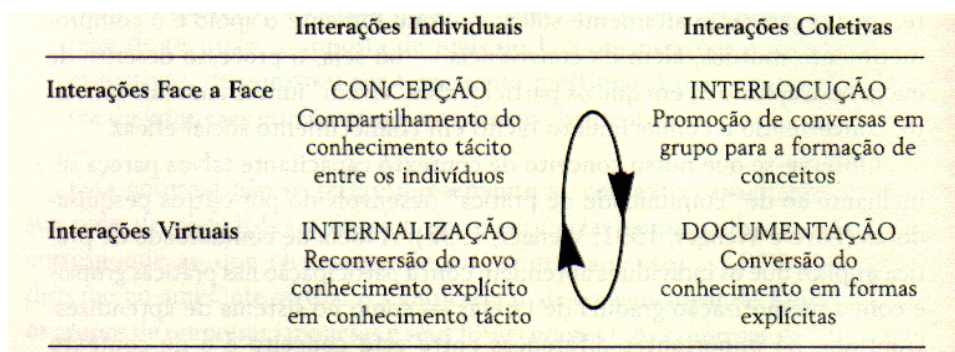 Interações Individuais Interações Coletivas
Interações Face a Face CONCEPÇÃO INTERLOCUÇÃO
Compartilhamento do Promoção de conversas em
conhecimento tácito grupo para a formação de
entre os indivíduos conceitos
Interações Virtuais INTERNALIZAÇÃO DOCUMENTAÇÃO
Reconversão do novo Conversão do
conhecimento explícito conhecimento em formas
em conhecimento tácito explícitas